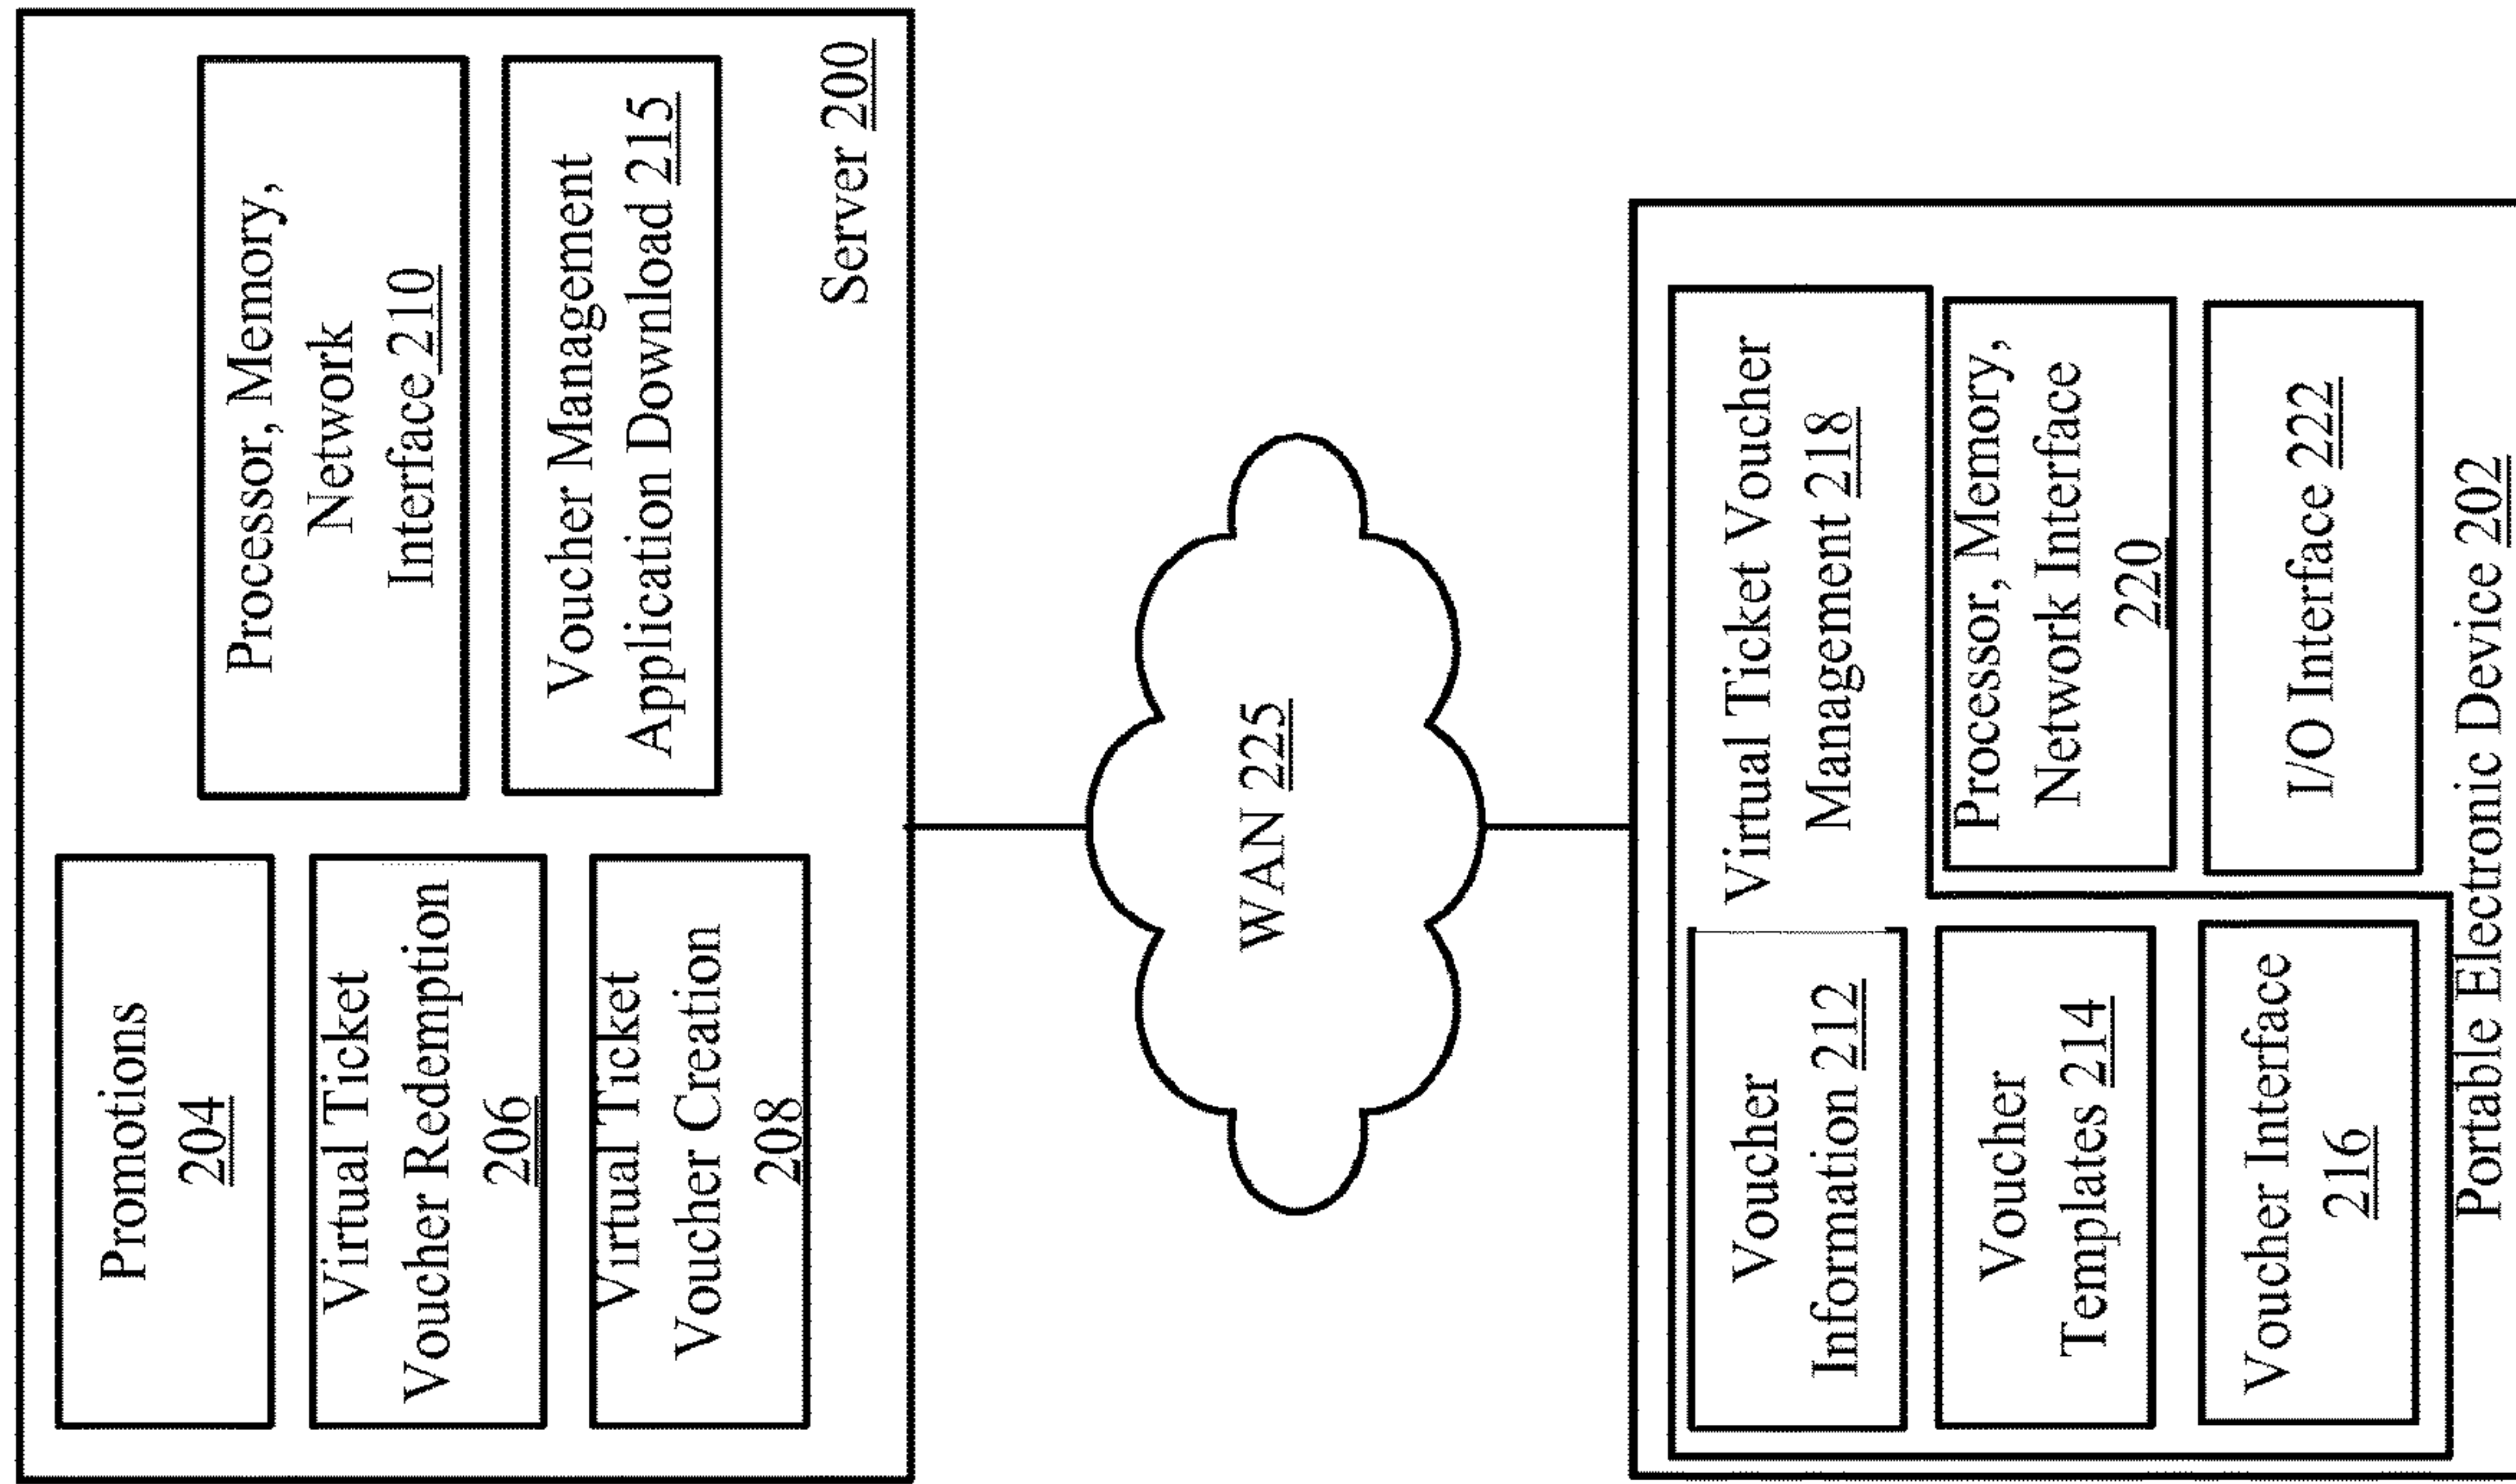 Promotions
204
Virtual Ticket
Voucher Redemption
206
Virtual Ticket
Voucher Creation
208
Processor, Memory,
Network
Interface 210
Voucher Management
Application Download 215
Server 200
WAN 225
Virtual Ticket Voucher
Management 218
Voucher
Information 212
Voucher
Templates 214
Voucher Interface
216
Processor, Memory,
Network Interface
220
I/O Interface 222
Portable Electronic Device 202